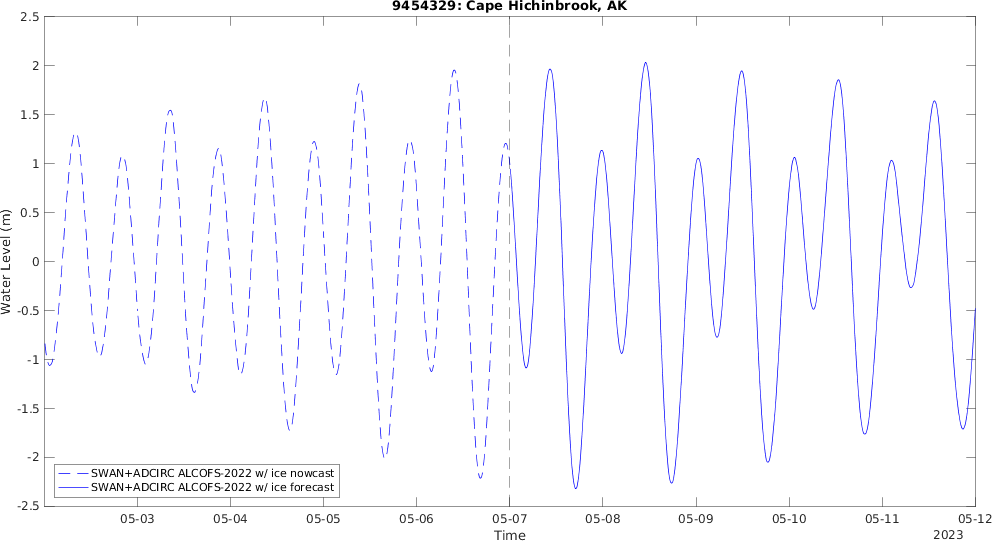 9454329: Cape Hichinbrook, AK
2.5
2
1.5
1
0.5
0
-0.5
-1
-1.5
-2
-2.5
Water Level (m)
SWAN+ADCIRC ALCOFS-2022 w/ ice nowcast
SWAN+ADCIRC ALCOFS-2022 w/ ice forecast
05-03 05-04 05-05 05-06 05-07 05-08 05-09 05-10 05-11 05-12
Time
2023